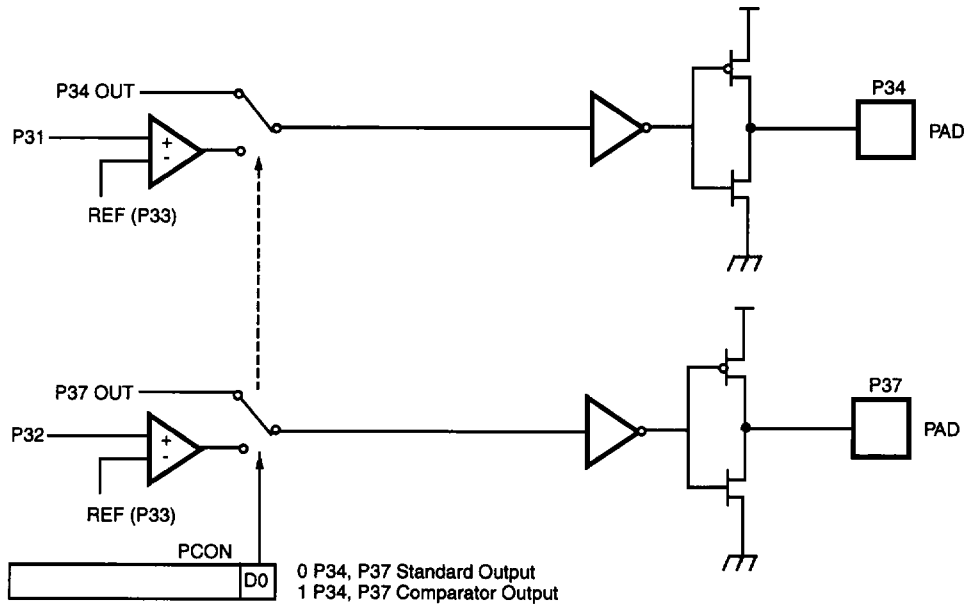 P34 OUT
P31
+
-
REF (P33)
P34
PAD
P37 OUT
P32
+
-
REF (P33)
P37
PAD
PCON
D0
0 P34, P37 Standard Output
1 P34, P37 Comparator Output